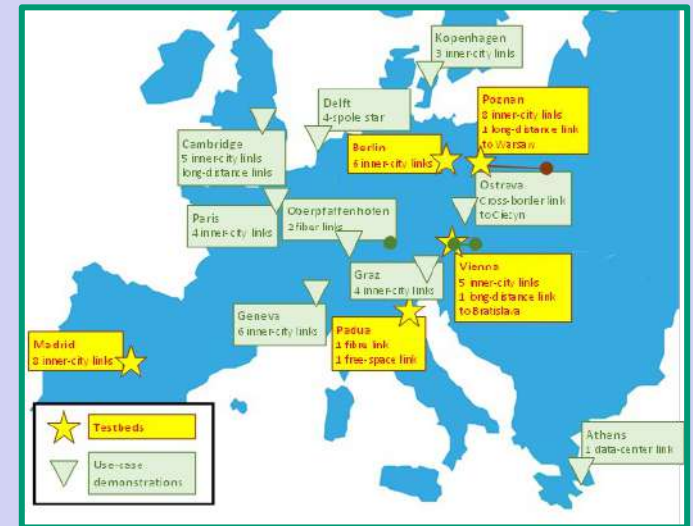 Kopenhagen
3 inner-city links
Delft
4-spole star
Poznan
8 inner-city links
1 long-distance link
to Warsaw
Cambridge
5 inner-city links
long-distance links
Berlin
6 inner-city links
Ostrava
Cross-border link
to Cieszyn
Paris
4 inner-city links
Oberpfaffenhofen
2 fiber links
Graz
4 inner-city links
Vienna
5 inner-city links
1 long-distance link
to Bratislava
Geneva
6 inner-city links
Padua
1 fibre link
1 free-space link
Madrid
8 inner-city links
Testbeds
Use-case
demonstrations
Athens
1 data-center link